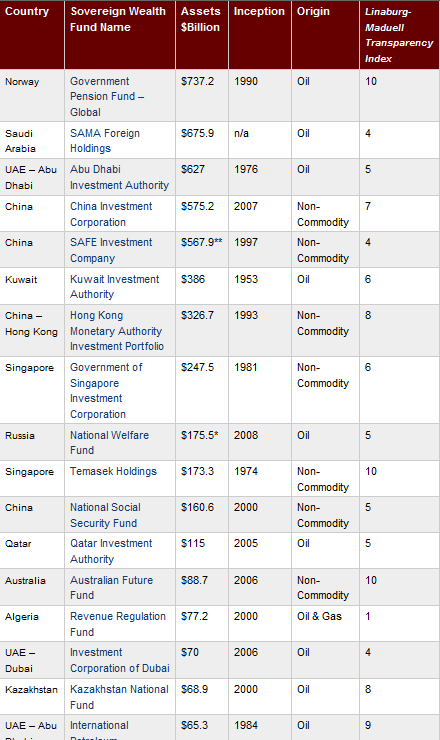 Country Sovereign Wealth Fund Name Assets $Billion Inception Origin Linaburg-Maduell Transparency Index
Norway Government Pension Fund – Global $737.2 1990 Oil 10
Saudi Arabia SAMA Foreign Holdings $675.9 n/a Oil 4
UAE – Abu Dhabi Abu Dhabi Investment Authority $627 1976 Oil 5
China China Investment Corporation $575.2 2007 Non-Commodity 7
China SAFE Investment Company $567.9** 1997 Non-Commodity 4
Kuwait Kuwait Investment Authority $386 1953 Oil 6
China – Hong Kong Hong Kong Monetary Authority Investment Portfolio $326.7 1993 Non-Commodity 8
Singapore Government of Singapore Investment Corporation $247.5 1981 Non-Commodity 6
Russia National Welfare Fund $175.5* 2008 Oil 5
Singapore Temasek Holdings $173.3 1974 Non-Commodity 10
China National Social Security Fund $160.6 2000 Non-Commodity 5
Qatar Qatar Investment Authority $115 2005 Oil 5
Australia Australian Future Fund $88.7 2006 Non-Commodity 10
Algeria Revenue Regulation Fund $77.2 2000 Oil & Gas 1
UAE – Dubai Investment Corporation of Dubai $70 2006 Oil 4
Kazakhstan Kazakhstan National Fund $68.9 2000 Oil 8
UAE – Abu International $65.3 1984 Oil 9